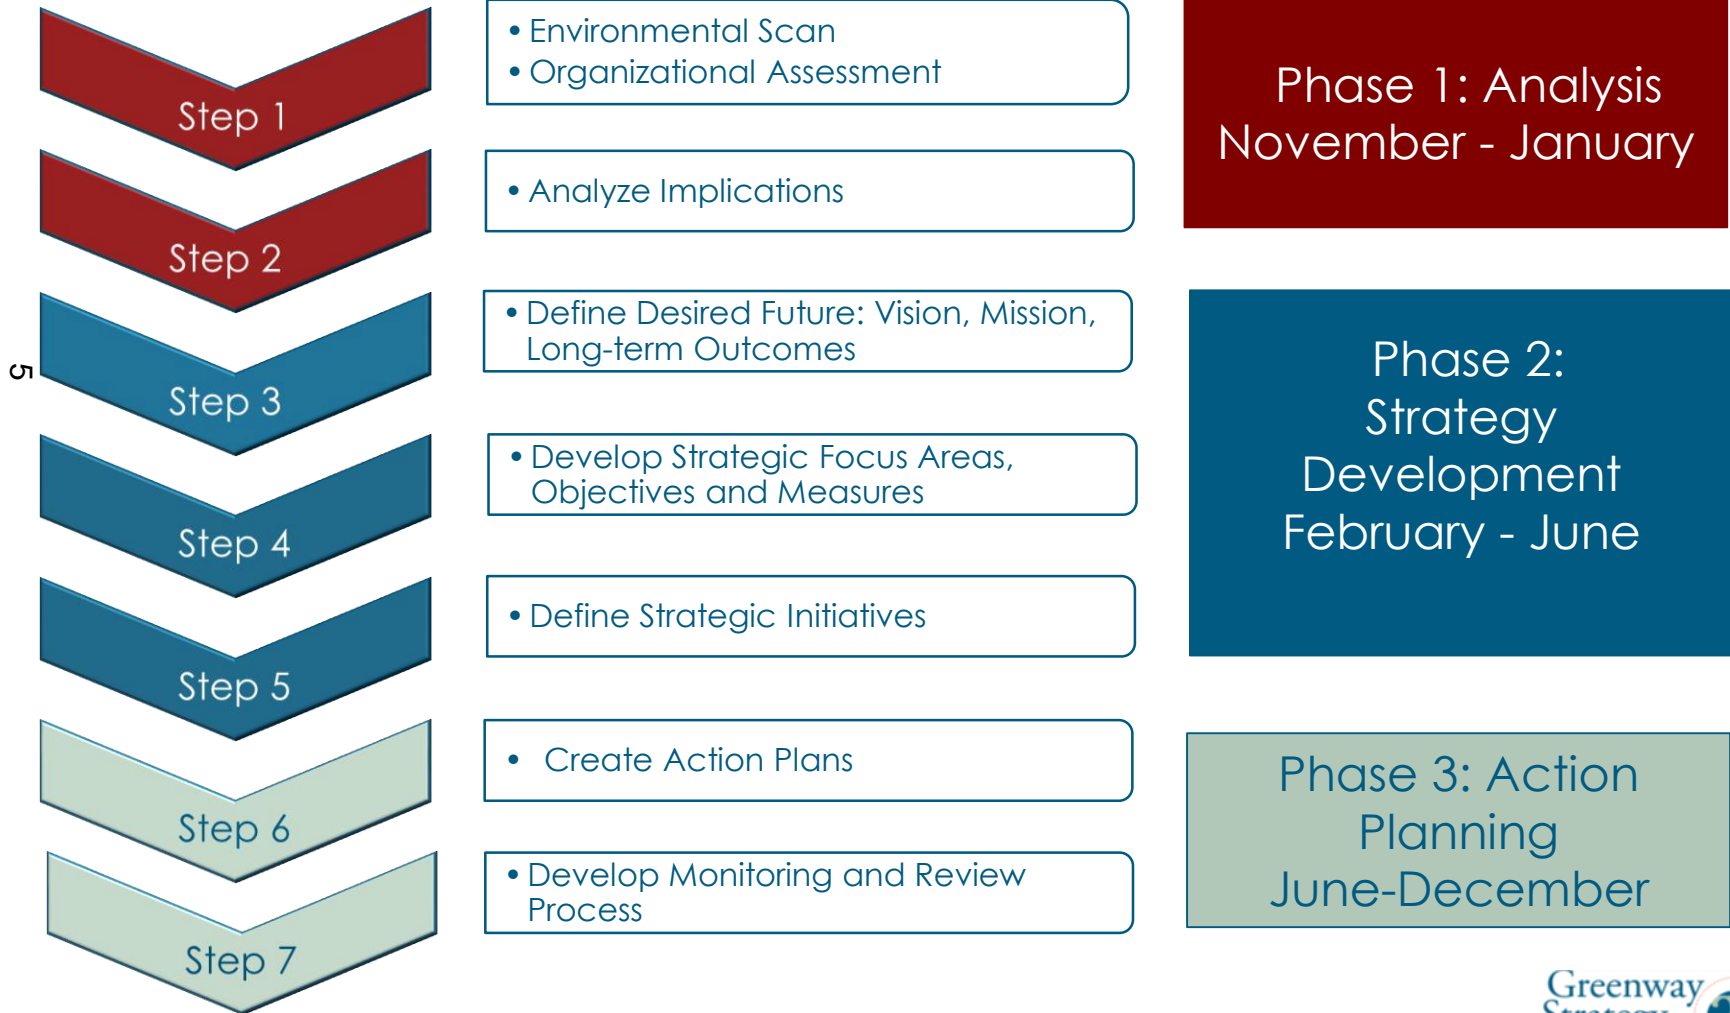 Step 1
• Environmental Scan
• Organizational Assessment
Phase 1: Analysis
November - January
Step 2
• Analyze Implications
Step 3
• Define Desired Future: Vision, Mission,
Long-term Outcomes
5
Step 4
• Develop Strategic Focus Areas,
Objectives and Measures
Phase 2:
Strategy
Development
February - June
Step 5
• Define Strategic Initiatives
Step 6
• Create Action Plans
Step 7
• Develop Monitoring and Review
Process
Phase 3: Action
Planning
June-December
Greenway
Strategy